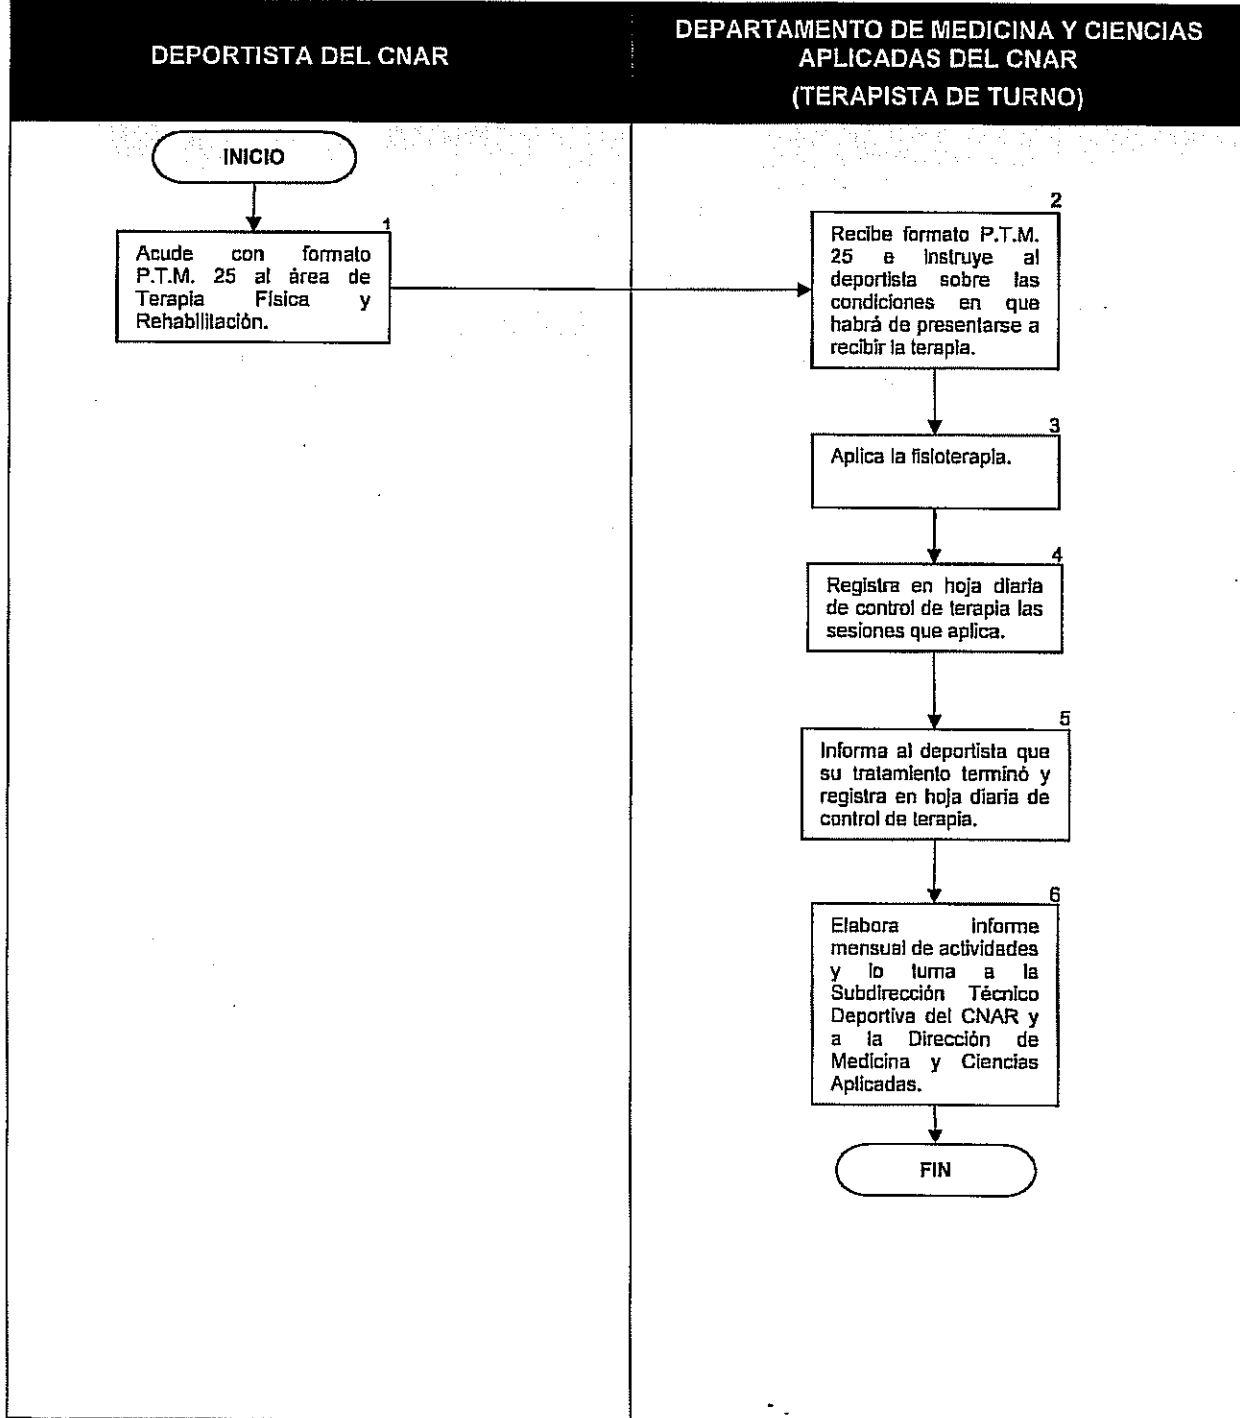 DEPORTISTA DEL CNAR
DEPARTAMENTO DE MEDICINA Y CIENCIAS
APLICADAS DEL CNAR
(TERAPISTA DE TURNO)
INICIO
1
Acude con formato
P.T.M. 25 al área de
Terapia Física y
Rehabilitación.
2
Recibe formato P.T.M.
25 e instruye al
deportista sobre las
condiciones en que
habrá de presentarse a
recibir la terapia.
3
Aplica la fisioterapia.
4
Registra en hoja diaria
de control de terapia las
sesiones que aplica.
5
Informa al deportista que
su tratamiento terminó y
registra en hoja diaria de
control de terapia.
6
Elabora informe
mensual de actividades
y lo turna a la
Subdirección Técnico
Deportiva del CNAR y
a la Dirección de
Medicina y Ciencias
Aplicadas.
FIN